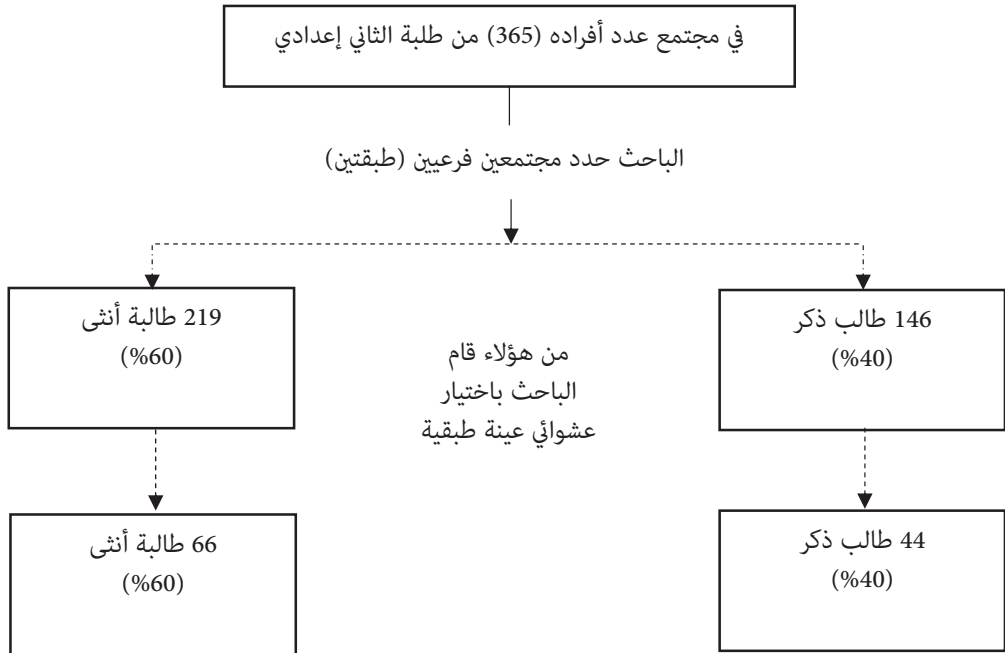 في مجتمع عدد أفراده (365) من طلبة الثاني إعدادي
الباحث حدد مجتمعين فرعيين (طبقتين)
146 طالب ذكر
(%40)
219 طالبة أنثى
(%60)
من هؤلاء قام
الباحث باختيار
عشوائي عينة طبقية
44 طالب ذكر
(%40)
66 طالبة أنثى
(%60)